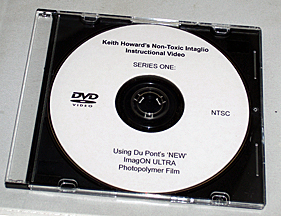 Keith Howard's Non-Toxic Intaglio
Instructional Video
SERIES ONE:
DVD
VIDEO
NTSC
Using Du Pont's 'NEW'
ImagON ULTRA
Photopolymer Film